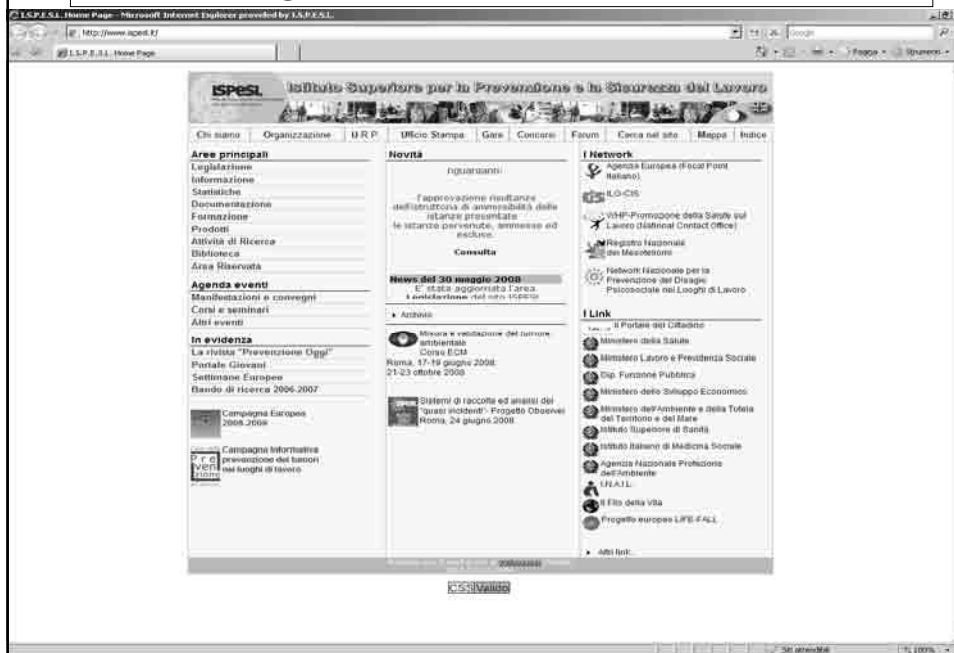 I.S.P.E.S.L. Home Page - Microsoft Internet Explorer provided by I.S.P.E.S.L.
http://www.ispesl.it/
Google
I.S.P.E.S.L. Home Page
Pagina
Strumenti
ISPESL
Istituto Superiore per la Prevenzione e la Sicurezza del Lavoro
Chi siamo
Organizzazione
U.R.P.
Ufficio Stampa
Gare
Concorsi
Forum
Cerca nel sito
Mappa
Indice
Aree principali
Legislazione
Informazione
Statistiche
Documentazione
Formazione
Prodotti
Attività di Ricerca
Biblioteca
Area Riservata
Agenda eventi
Manifestazioni e convegni
Corsi e seminari
Altri eventi
In evidenza
La rivista "Prevenzione Oggi"
Portale Giovani
Settimane Europee
Bando di ricerca 2006-2007
Campagna Europea
2008-2009
Campagna Informativa
prevenzione dei tumori
nei luoghi di lavoro
Novità
riguardanti:
l'approvazione risultanze
dell'istruttoria di ammissibilità delle
istanze presentate
le istanze pervenute, ammesse ed
escluse.
Consulta
News del 30 maggio 2008
E' stata aggiornata l'area
Legislazione del sito ISPESL
Archivio
Misura e valutazione del rumore
ambientale
Corso ECM
Roma, 17-19 giugno 2008
21-23 ottobre 2008
Sistemi di raccolta ed analisi dei
"quasi incidenti"- Progetto Observer
Roma, 24 giugno 2008
I Network
Agenzia Europea (Focal Point
Italiano)
ILO-CIS
WHP-Promozione della Salute sul
Lavoro (National Contact Office)
Registro Nazionale
dei Mesoteliomi
Network Nazionale per la
Prevenzione del Disagio
Psicosociale nei Luoghi di Lavoro
I Link
Il Portale del Cittadino
Ministero della Salute
Ministero Lavoro e Previdenza Sociale
Dip. Funzione Pubblica
Ministero dello Sviluppo Economico
Ministero dell'Ambiente e della Tutela
del Territorio e del Mare
Istituto Superiore di Sanità
Istituto Italiano di Medicina Sociale
Agenzia Nazionale Protezione
dell'Ambiente
I.N.A.I.L.
Il Filo della Vita
Progetto europeo LIFE-FALL
Altri link...
CSS Valido
Siti attendibili
100%